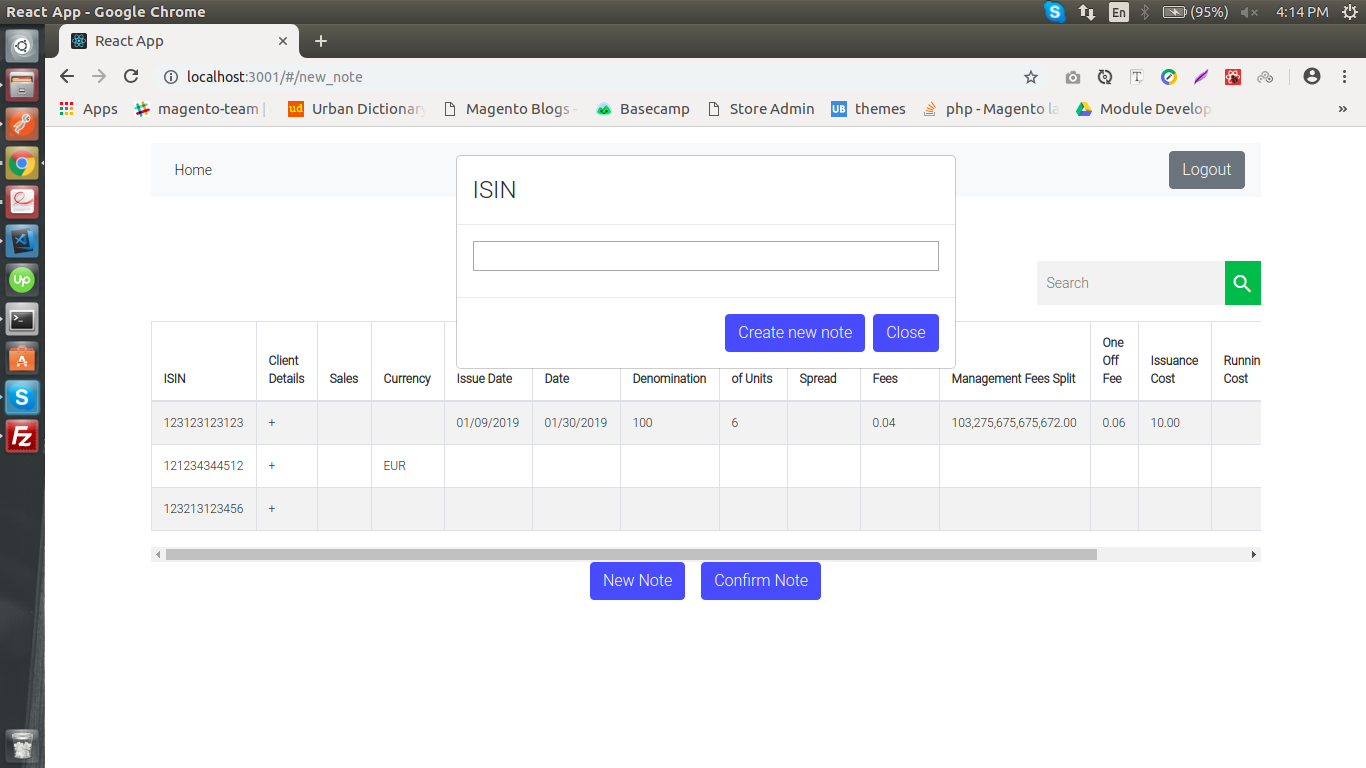 React App - Google Chrome
En
(95%)
4:14 PM
React App
localhost:3001/#/new_note
Apps
magento-team |
ud Urban Dictionary
Magento Blogs -
Basecamp
Store Admin
UB themes
php - Magento la
Module Develop
»
Home
Logout
ISIN
Create new note
Close
Search
ISIN
Client Details
Sales
Currency
Issue Date
Date
Denomination
of Units
Spread
Fees
Management Fees Split
One Off Fee
Issuance Cost
Runnin Cost
123123123123 + 01/09/2019 01/30/2019 100 6 0.04 103,275,675,675,672.00 0.06 10.00
121234344512 + EUR
123213123456 +
New Note
Confirm Note
Up
S
Fz